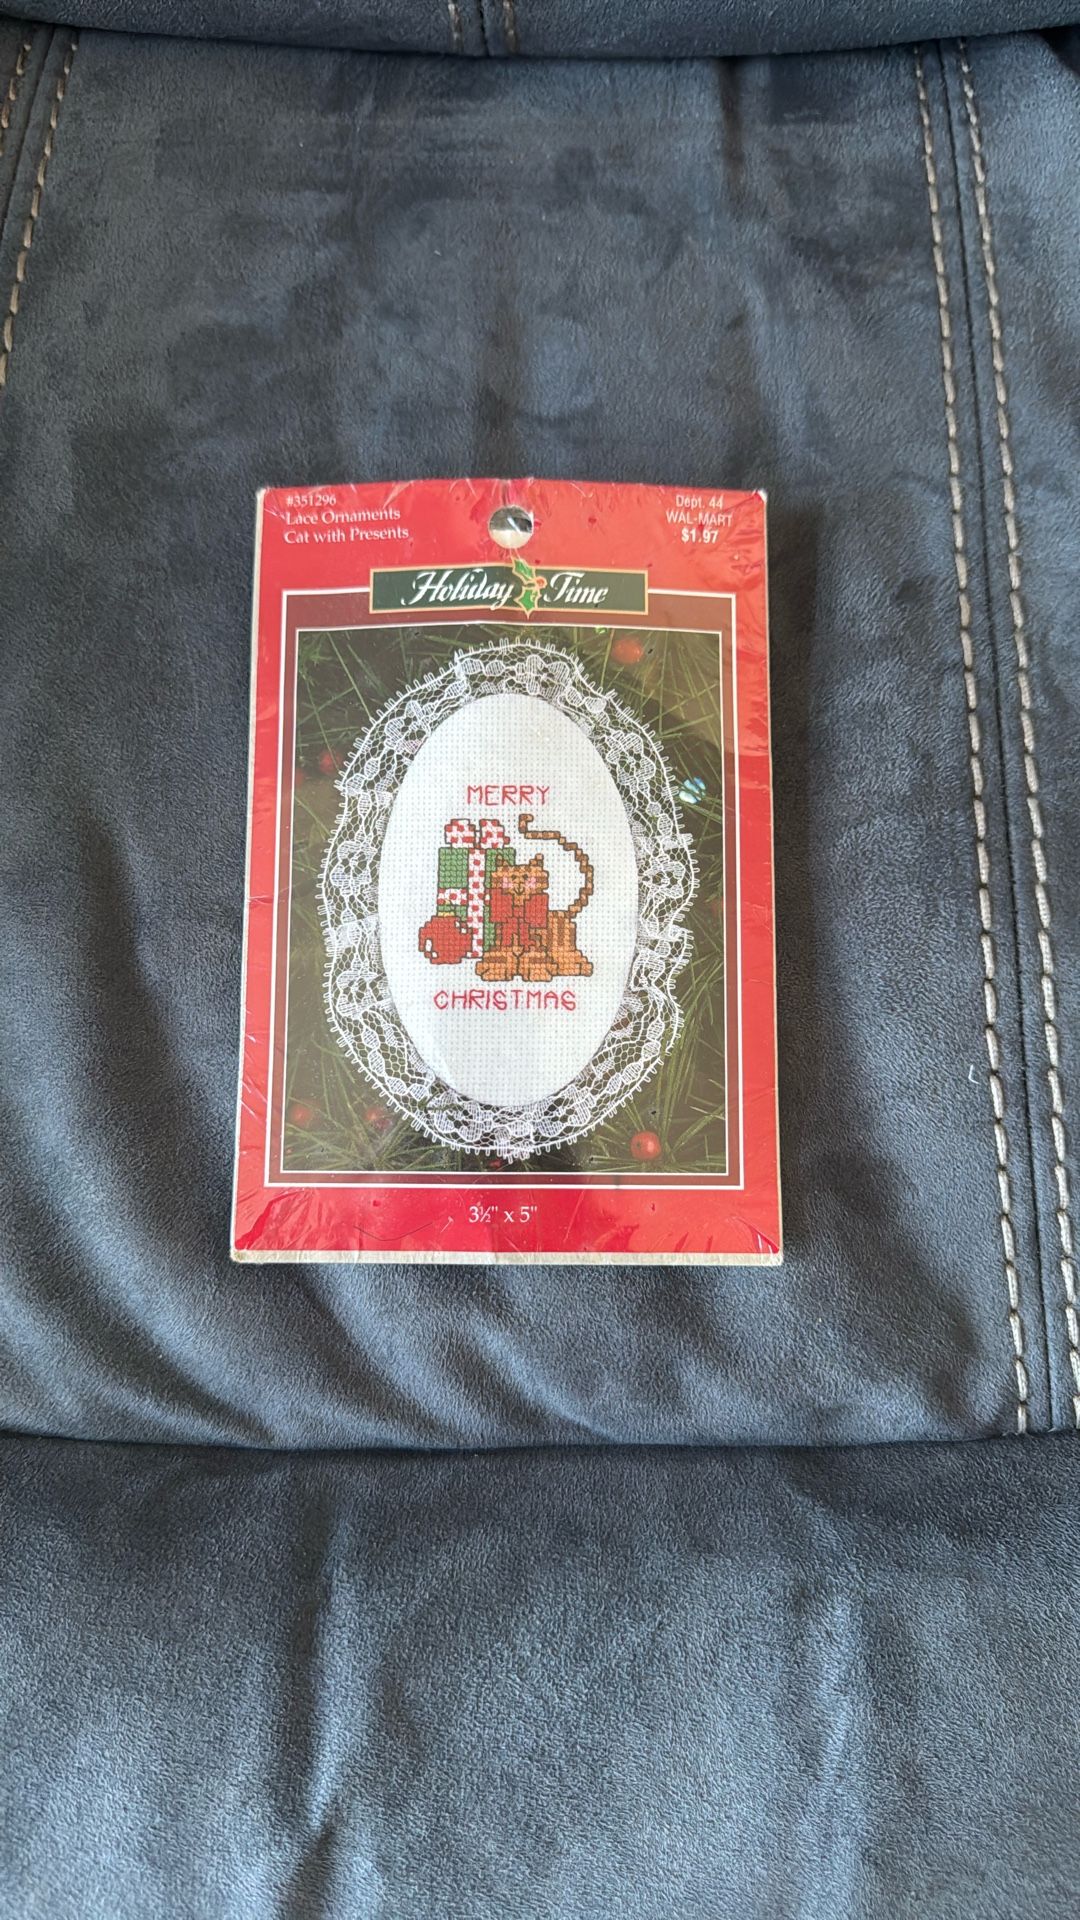 #351296
Lace Ornaments
Cat with Presents
Dept. 44
WAL-MART
$1.97
Holiday Time
MERRY
CHRISTMAS
3½" x 5"